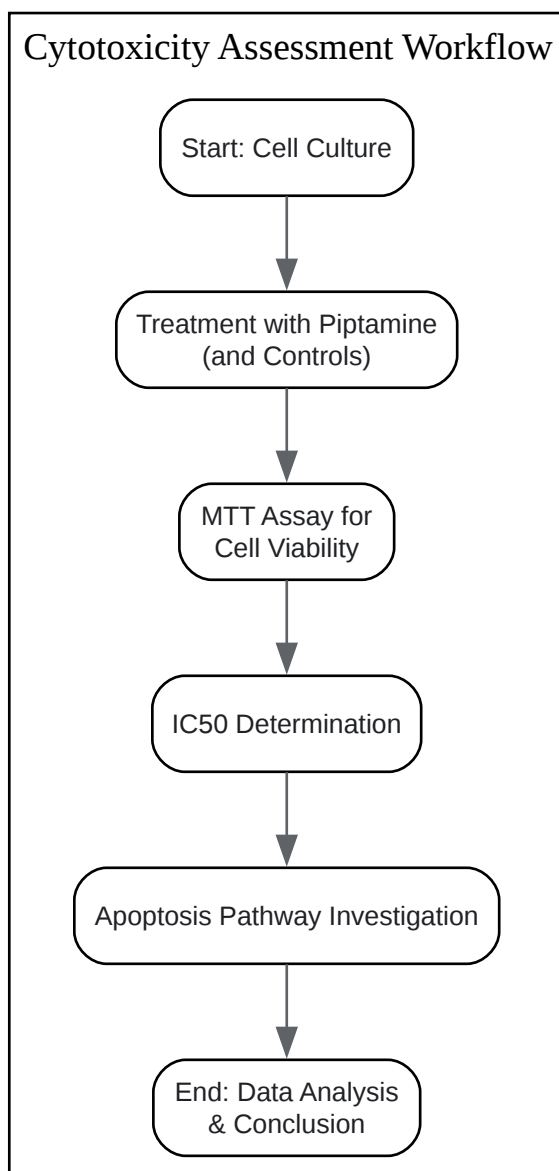 Cytotoxicity Assessment Workflow
Start: Cell Culture
Treatment with Piptamine
(and Controls)
MTT Assay for
Cell Viability
IC50 Determination
Apoptosis Pathway Investigation
End: Data Analysis
& Conclusion